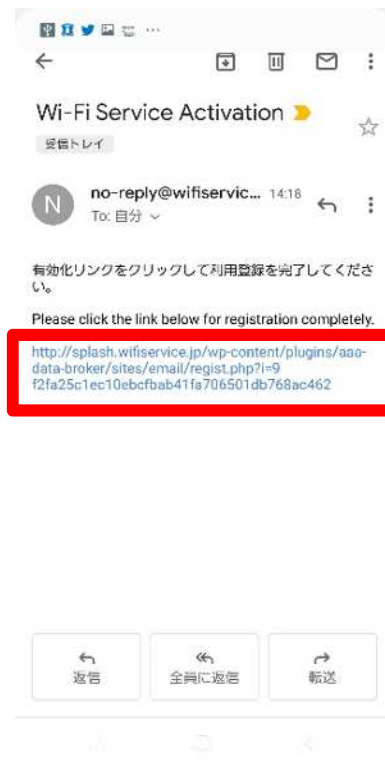 Wi-Fi Service Activation
受信トレイ
N
no-reply@wifiservic... 14:18
To: 自分
有効化リンクをクリックして利用登録を完了してくださ
い。
Please click the link below for registration completely.
http://splash.wifiservice.jp/wp-content/plugins/aaa-
data-broker/sites/email/regist.php?i=9
f2fa25c1ec10ebcfbab41fa706501db768ac462
返信
全員に返信
転送